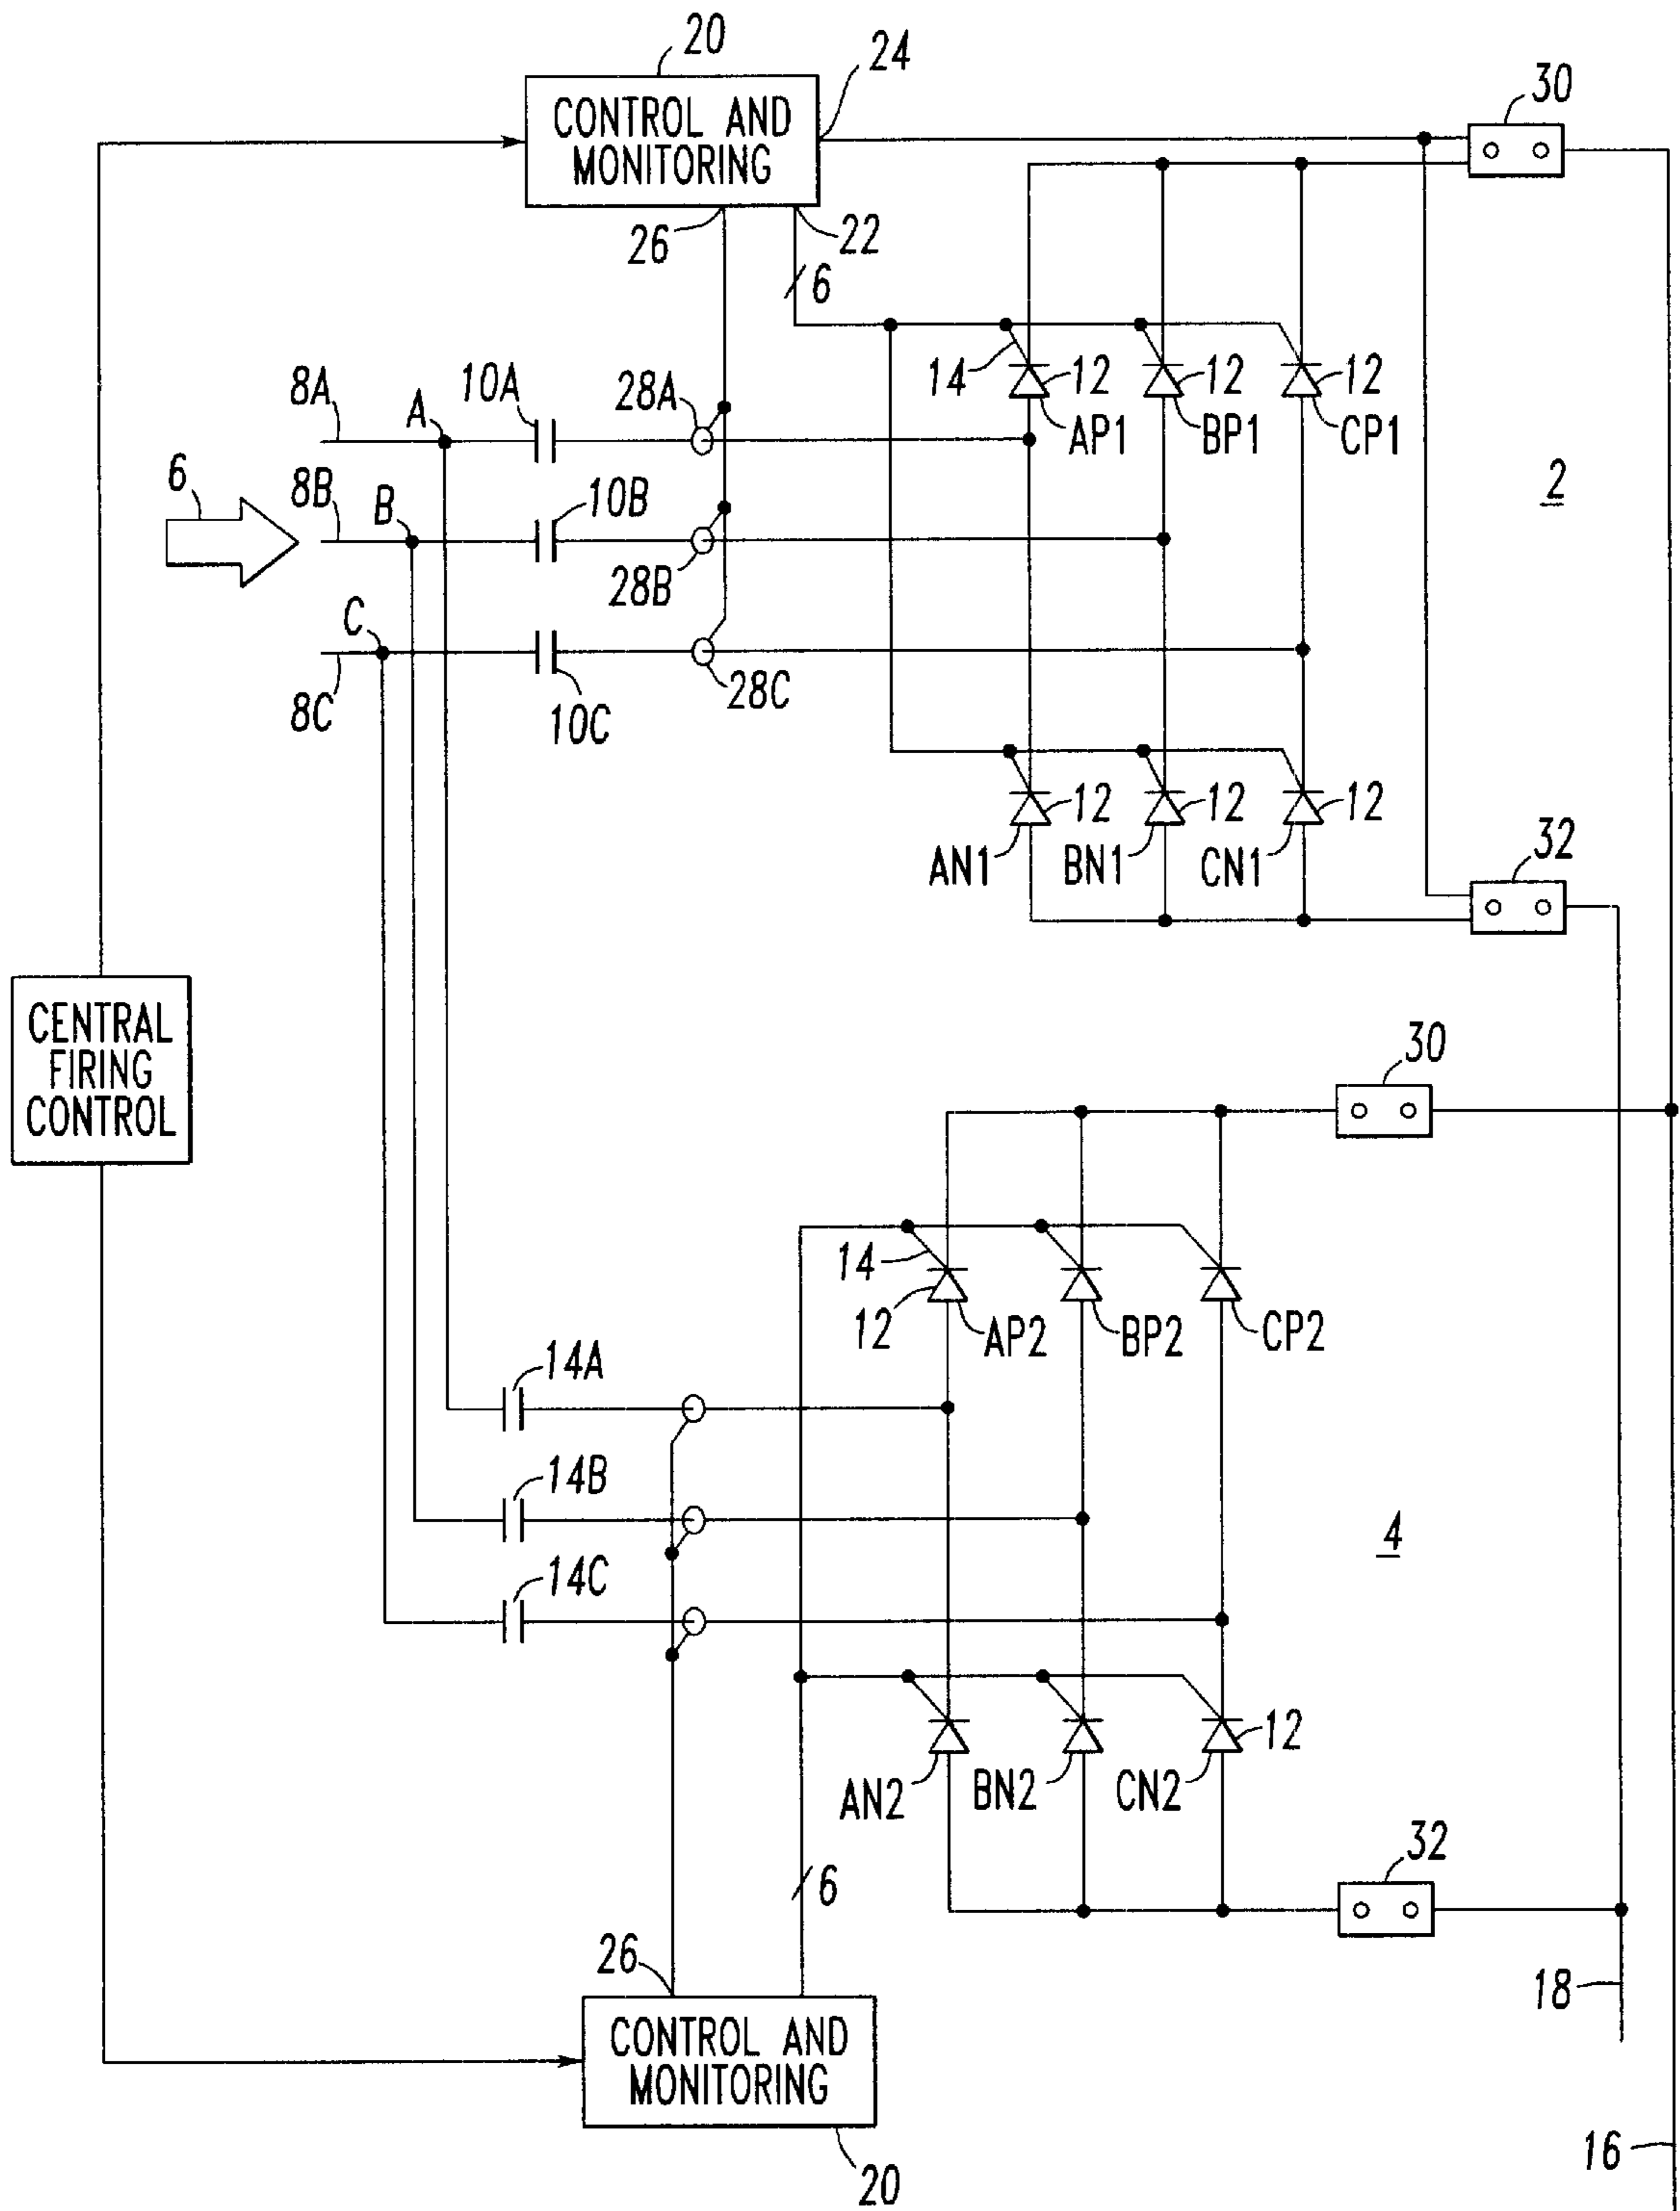 20
24
30
CONTROL AND
MONITORING
26
22
6
14
12
12
12
8A
A
10A
28A
AP1
BP1
CP1
6
8B
B
10B
28B
2
C
8C
10C
28C
12
12
12
AN1
BN1
CN1
32
CENTRAL
FIRING
CONTROL
30
14
12
AP2
BP2
CP2
14A
14B
14C
4
12
AN2
BN2
CN2
6
32
26
18
CONTROL AND
MONITORING
20
16